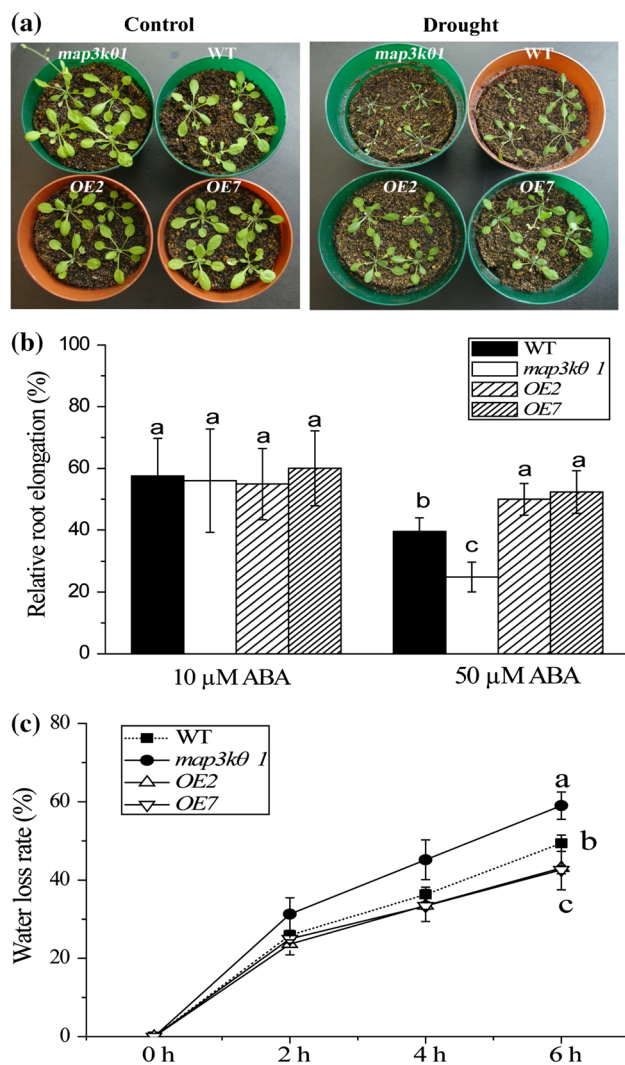 (a) Control Drought
map3kθ1 WT map3kθ1 WT
OE2 OE7 OE2 OE7
(b)
100
80
60
40
20
0
Relative root elongation (%)
WT
map3kθ 1
OE2
OE7
a a a a
b c a a
10 μM ABA 50 μM ABA
(c)
80
60
40
20
0
Water loss rate (%)
WT
map3kθ 1
OE2
OE7
a
b
c
0 h 2 h 4 h 6 h